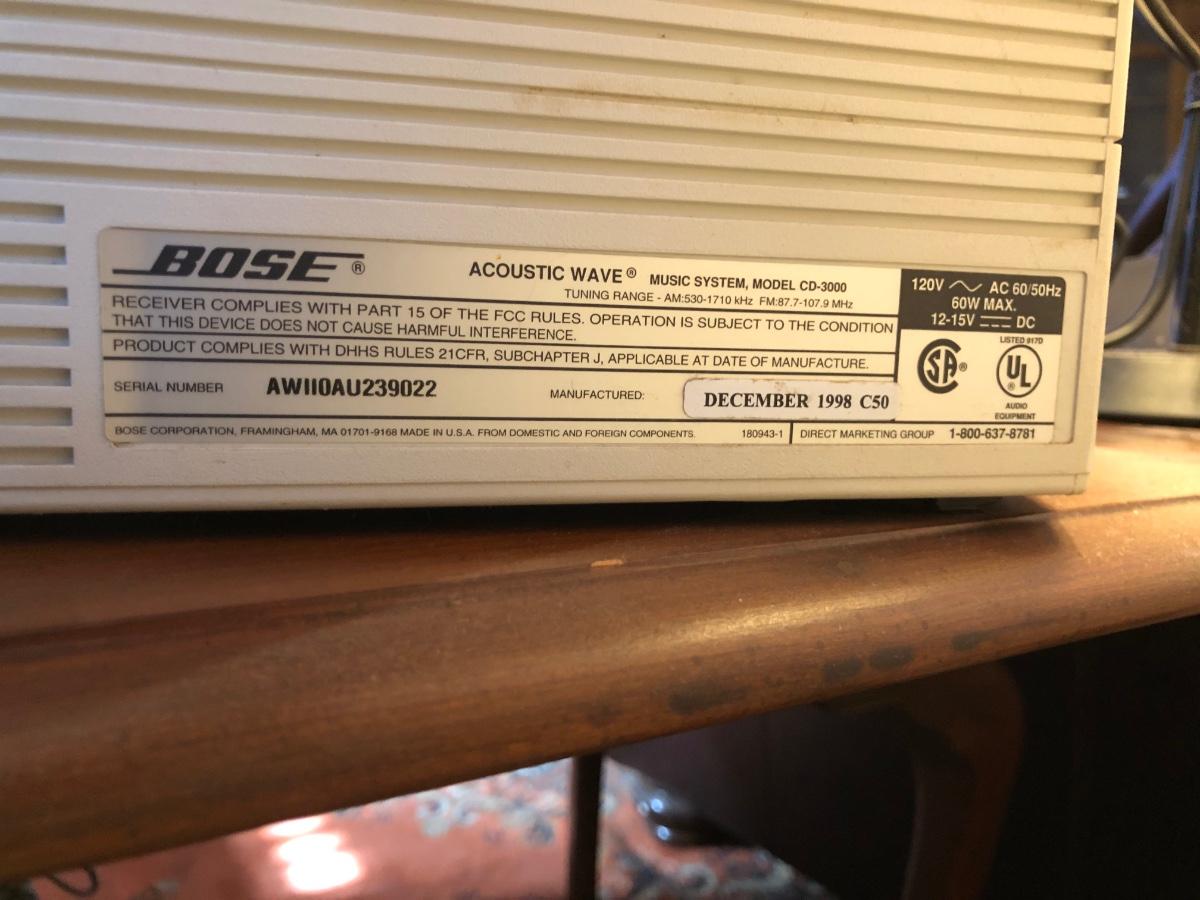 BOSE®
ACOUSTIC WAVE® MUSIC SYSTEM, MODEL CD-3000
TUNING RANGE - AM:530-1710 kHz FM:87.7-107.9 MHz
120V ~ AC 60/50Hz
60W MAX.
12-15V ⎓ DC
RECEIVER COMPLIES WITH PART 15 OF THE FCC RULES. OPERATION IS SUBJECT TO THE CONDITION
THAT THIS DEVICE DOES NOT CAUSE HARMFUL INTERFERENCE.
PRODUCT COMPLIES WITH DHHS RULES 21CFR, SUBCHAPTER J, APPLICABLE AT DATE OF MANUFACTURE.
LISTED 917D
SA®
UL®
AUDIO
EQUIPMENT
SERIAL NUMBER AW110AU239022 MANUFACTURED: DECEMBER 1998 C50
BOSE CORPORATION, FRAMINGHAM, MA 01701-9168 MADE IN U.S.A. FROM DOMESTIC AND FOREIGN COMPONENTS. 180943-1 DIRECT MARKETING GROUP 1-800-637-8781